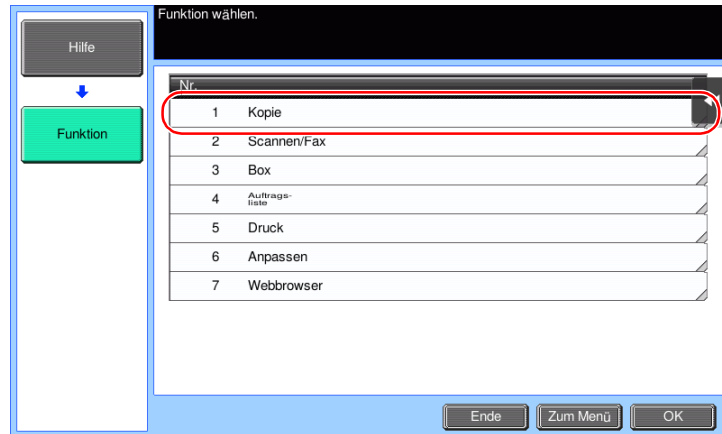 Funktion wählen.
Hilfe
Funktion
Nr.
1 Kopie
2 Scannen/Fax
3 Box
4 Auftrags-
liste
5 Druck
6 Anpassen
7 Webbrowser
Ende Zum Menü OK